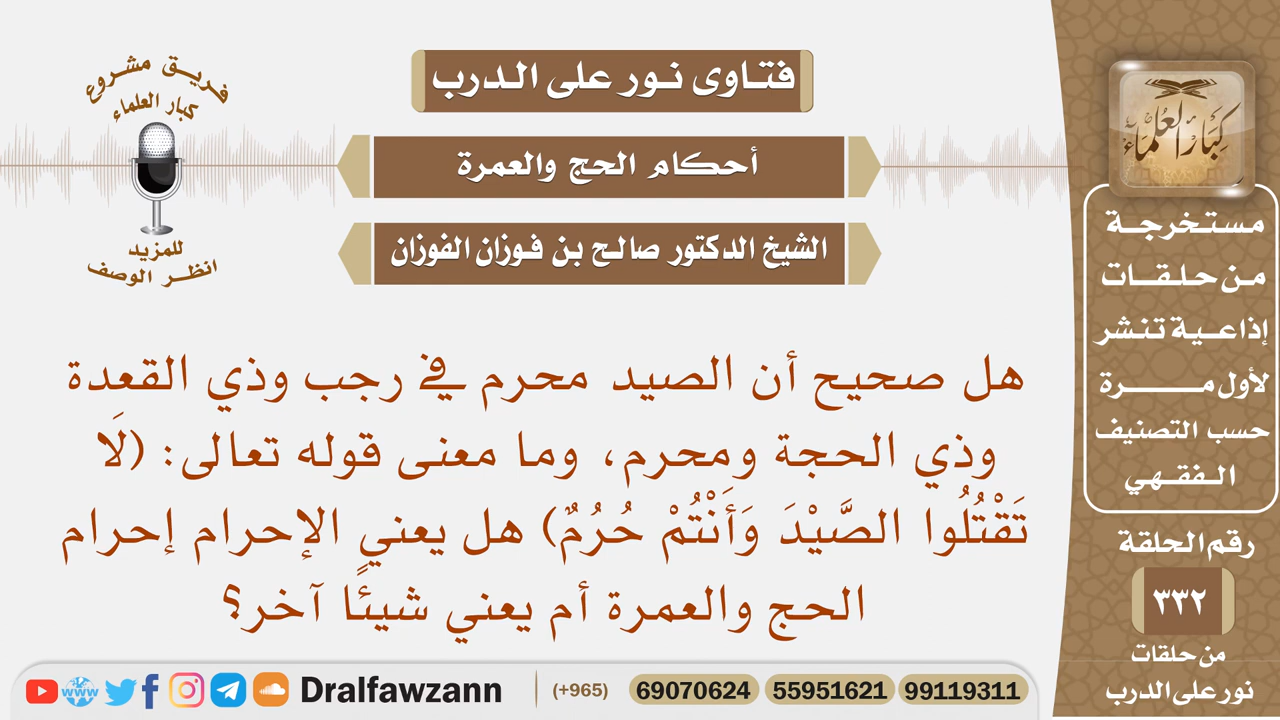 فتاوى نور على الدرب
أحكام الحج والعمرة
الشيخ الدكتور صالح بن فوزان الفوزان
فريق مشروع
كبار العلماء
للمزيد
انظر الوصف
هل صحيح أن الصيد محرم في رجب وذي القعدة
وذي الحجة ومحرم، وما معنى قوله تعالى: (لَا
تَقْتُلُوا الصَّيْدَ وَأَنْتُمْ حُرُمٌ) هل يعني الإحرام إحرام
الحج والعمرة أم يعني شيئًا آخر؟
كبار العلماء
مستخرجة
من حلقات
إذاعية تنشر
لأول مرة
حسب التصنيف
الفقهي
رقم الحلقة
٣٣٢
من حلقات
نور على الدرب
www Dralfawzann (+965) 69070624 55951621 99119311